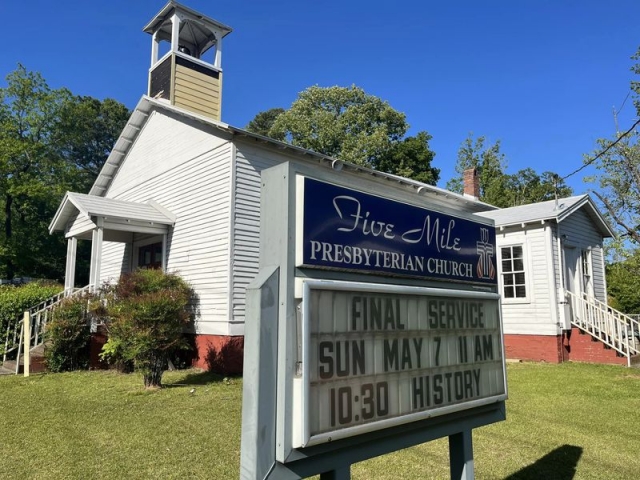 Five Mile
PRESBYTERIAN CHURCH
FINAL SERVICE
SUN MAY 7 11 AM
10:30 HISTORY